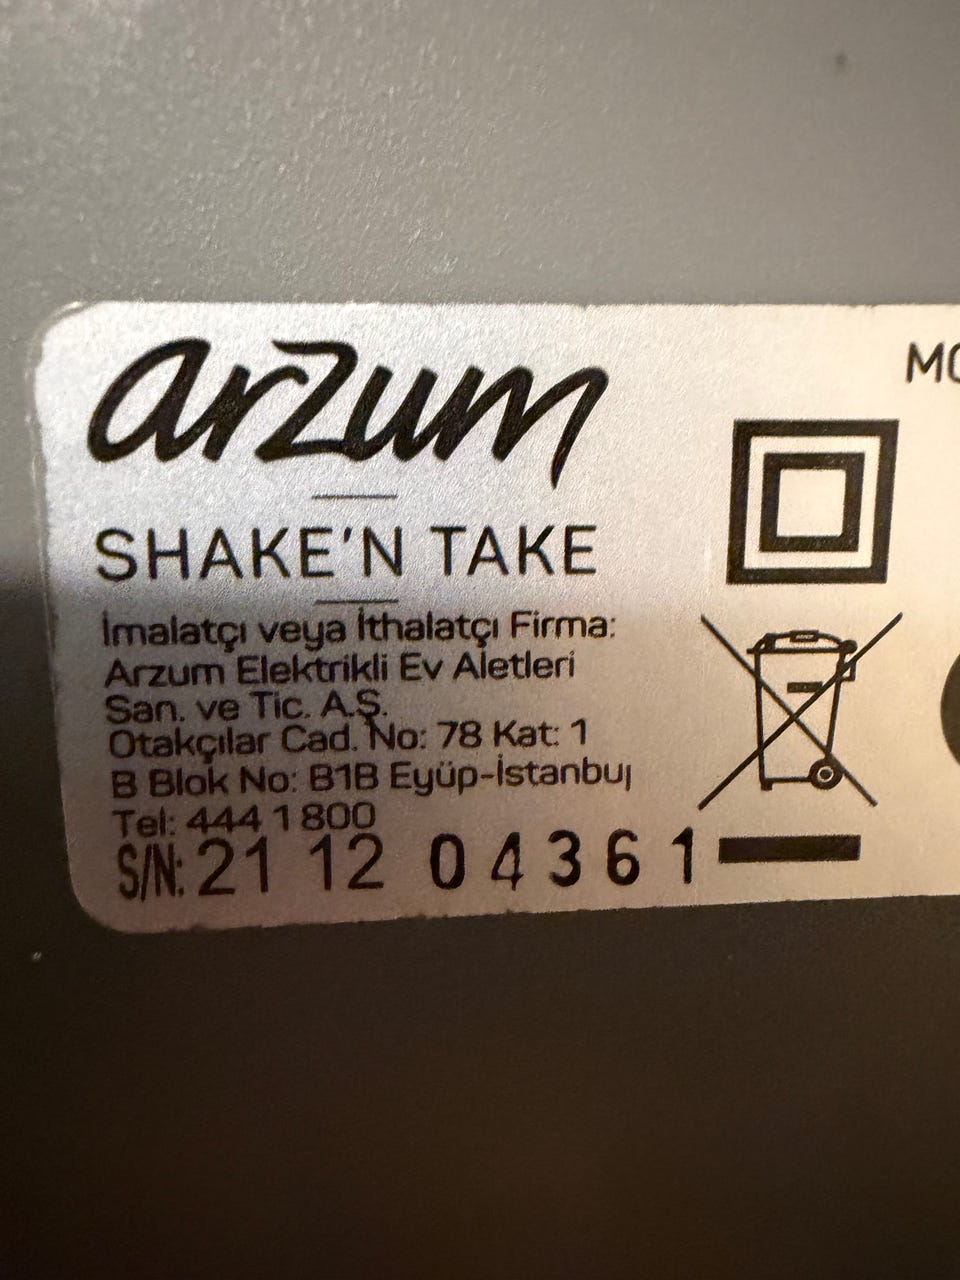 arzum
MO
SHAKE'N TAKE
İmalatçı veya İthalatçı Firma:
Arzum Elektrikli Ev Aletleri
San. ve Tic. A.Ş.
Otakçılar Cad. No: 78 Kat: 1
B Blok No: B1B Eyüp-İstanbul
Tel: 444 1 800
S/N: 21 12 04361